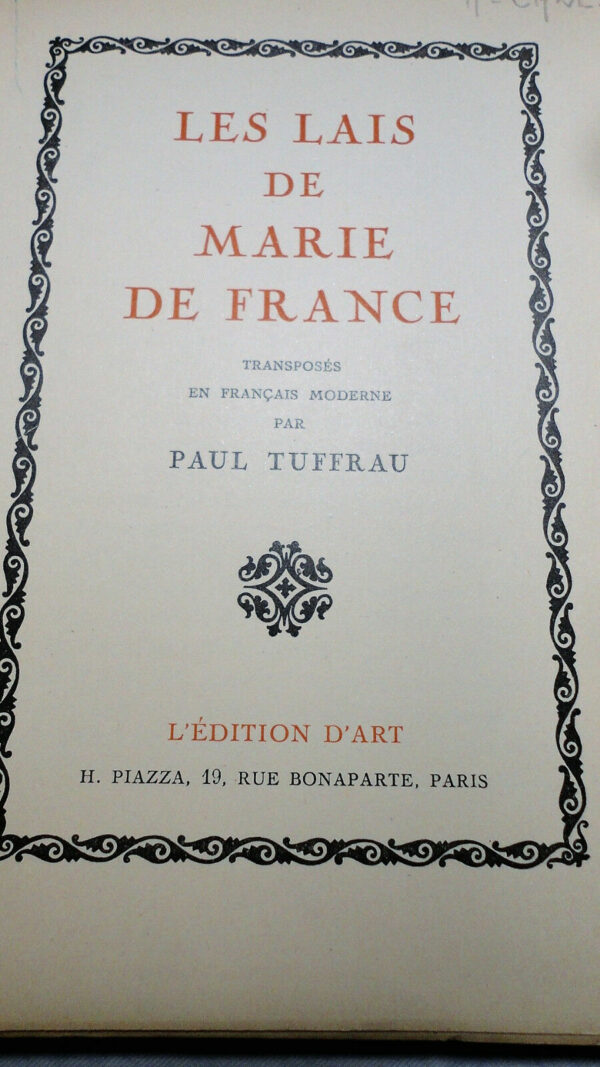 LES LAIS
DE
MARIE
DE FRANCE
TRANSPOSÉS
EN FRANÇAIS MODERNE
PAR
PAUL TUFFRAU
L'ÉDITION D'ART
H. PIAZZA, 19, RUE BONAPARTE, PARIS